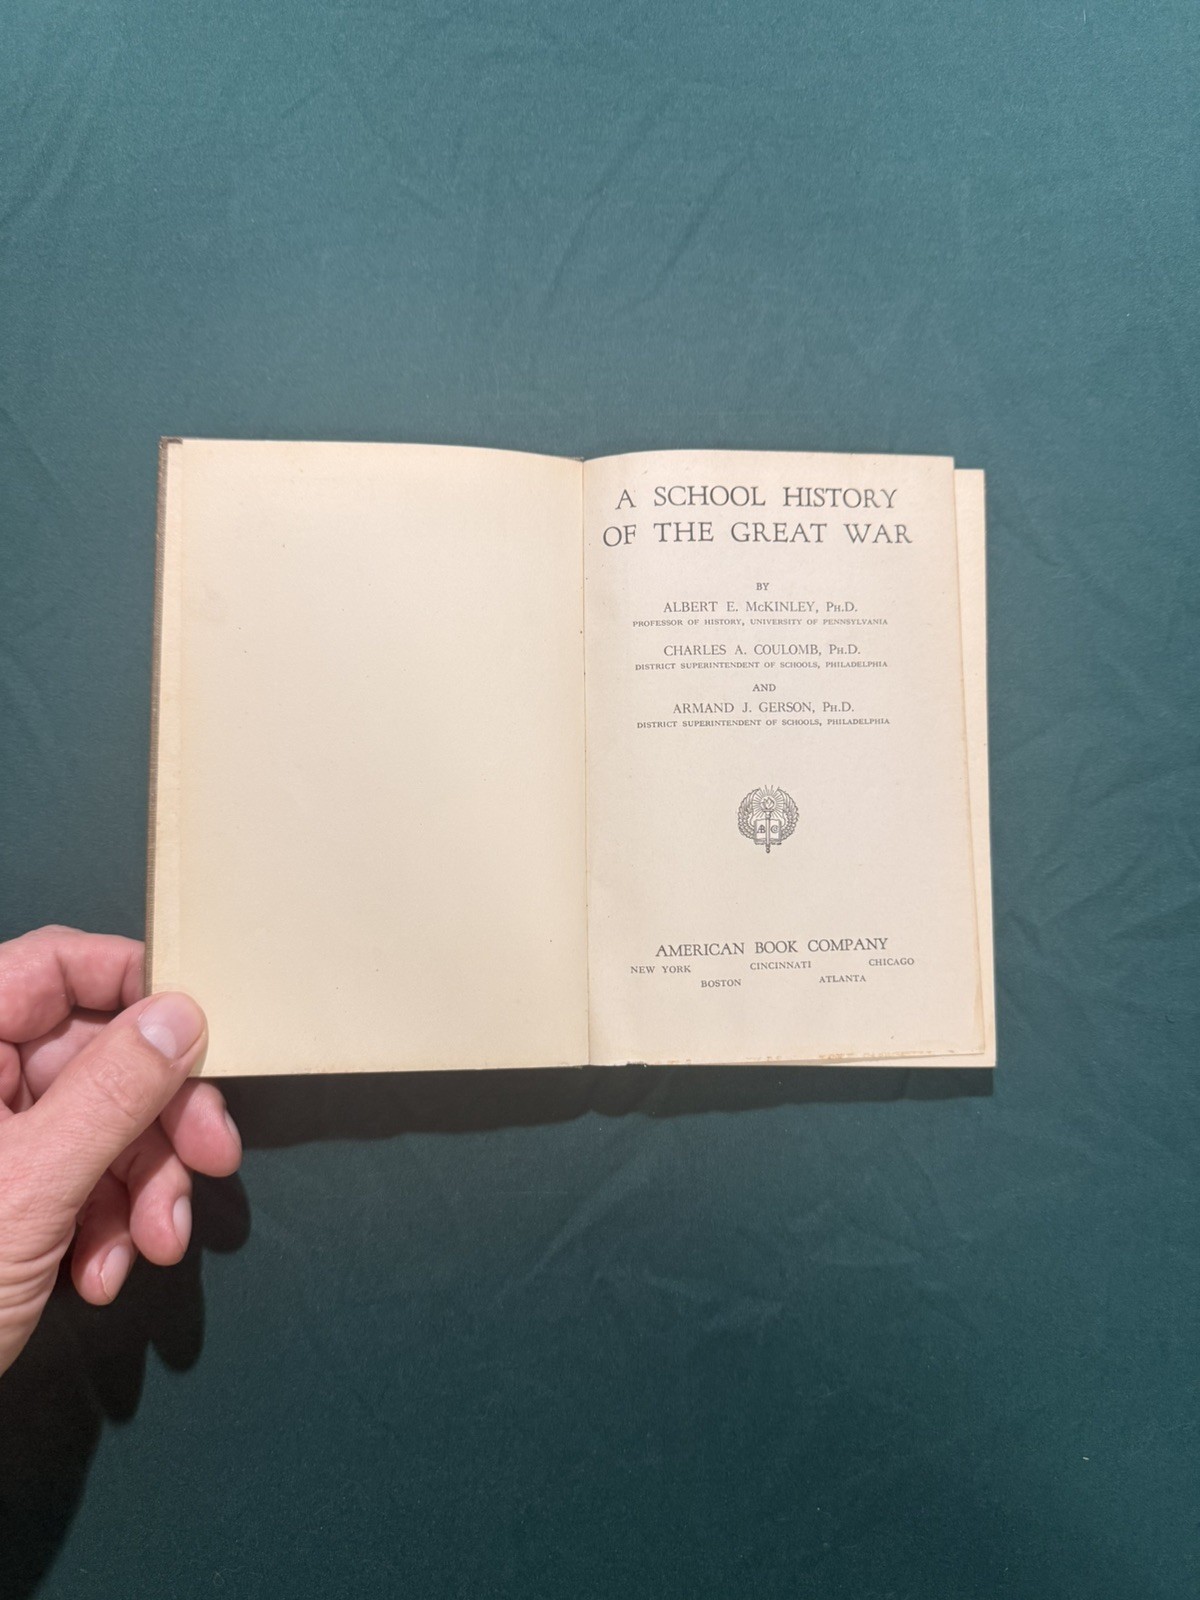 A SCHOOL HISTORY
OF THE GREAT WAR
BY
ALBERT E. McKINLEY, Ph.D.
PROFESSOR OF HISTORY, UNIVERSITY OF PENNSYLVANIA
CHARLES A. COULOMB, Ph.D.
DISTRICT SUPERINTENDENT OF SCHOOLS, PHILADELPHIA
AND
ARMAND J. GERSON, Ph.D.
DISTRICT SUPERINTENDENT OF SCHOOLS, PHILADELPHIA
A C
AMERICAN BOOK COMPANY
NEW YORK CINCINNATI CHICAGO
BOSTON ATLANTA